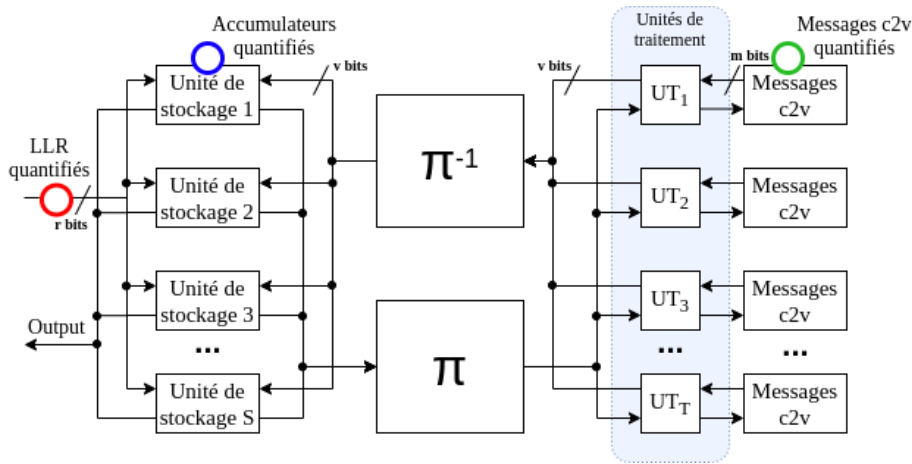 Accumulateurs
quantifiés
Unités de
traitement
Messages c2v
quantifiés
v bits
v bits
m bits
Unité de
stockage 1
UT1
Messages
c2v
π-1
LLR
quantifiés
r bits
Unité de
stockage 2
UT2
Messages
c2v
Unité de
stockage 3
UT3
Messages
c2v
Output
...
π
...
...
Unité de
stockage S
UTT
Messages
c2v